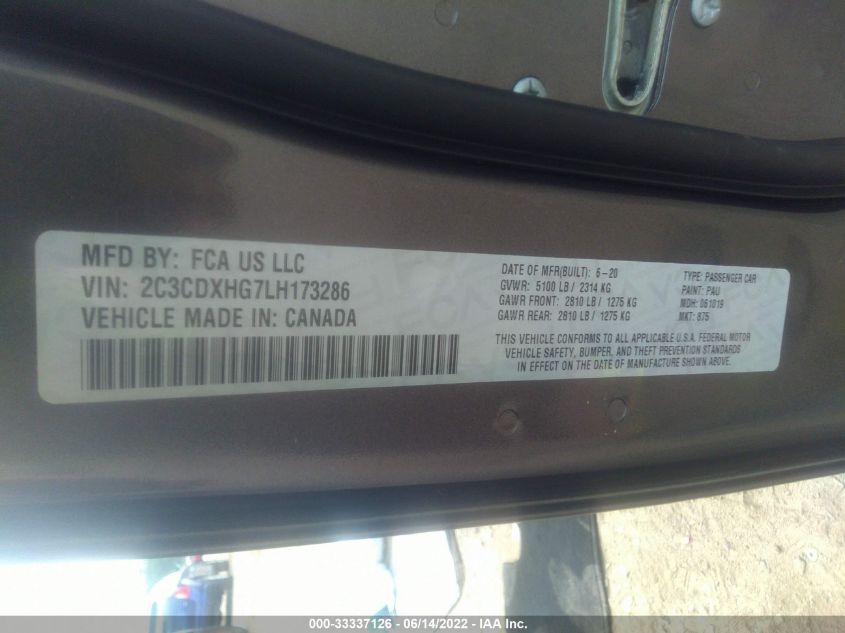 MFD BY: FCA US LLC
VIN: 2C3CDXHG7LH173286
VEHICLE MADE IN: CANADA
DATE OF MFR(BUILT): 6-20
GVWR: 5100 LB / 2314 KG
GAWR FRONT: 2810 LB / 1275 KG
GAWR REAR: 2810 LB / 1275 KG
TYPE: PASSENGER CAR
PAINT: PAU
MDH: 061019
MKT: 875
THIS VEHICLE CONFORMS TO ALL APPLICABLE U.S.A. FEDERAL MOTOR
VEHICLE SAFETY, BUMPER, AND THEFT PREVENTION STANDARDS
IN EFFECT ON THE DATE OF MANUFACTURE SHOWN ABOVE.
000-33337126 - 06/14/2022 - IAA Inc.